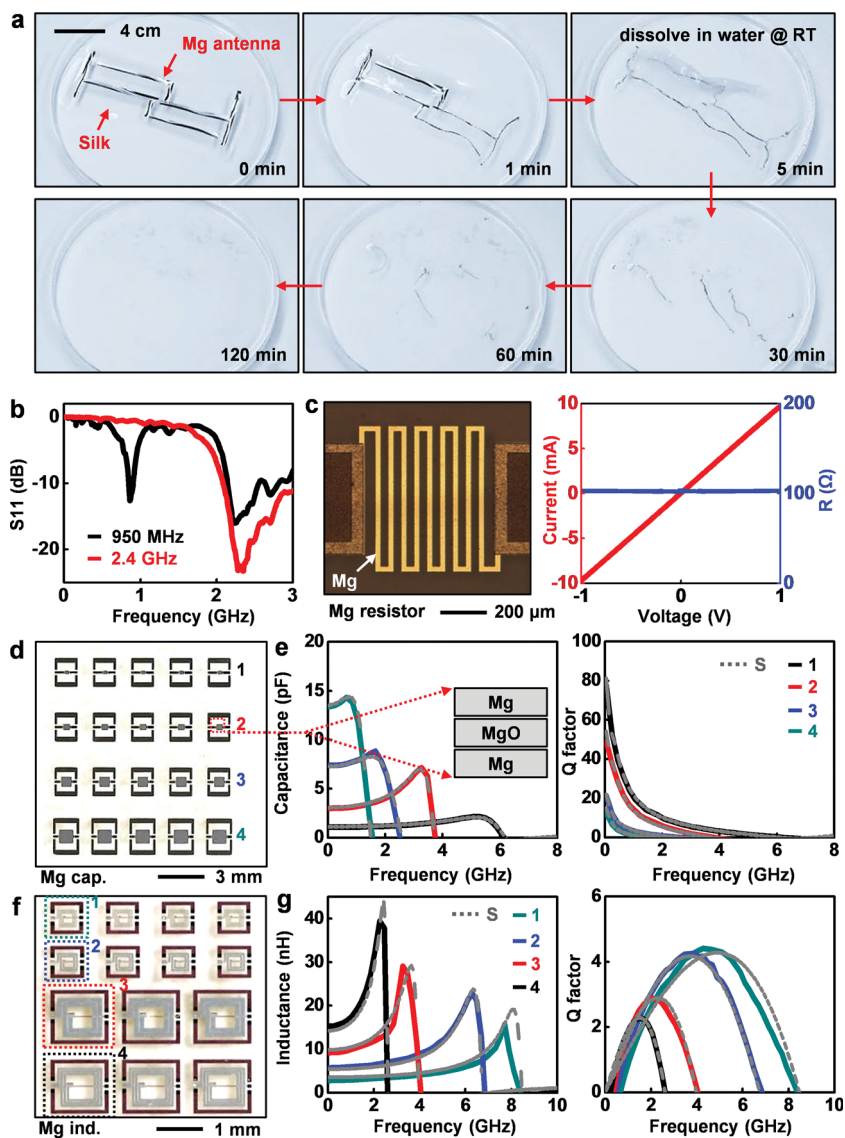 a
4 cm
Mg antenna
Silk
0 min
1 min
dissolve in water @ RT
5 min
120 min
60 min
30 min
b
0
-10
-20
S11 (dB)
950 MHz
2.4 GHz
0 1 2 3
Frequency (GHz)
c
Mg
Mg resistor
200 µm
10
5
0
-5
-10
Current (mA)
200
100
0
R (Ω)
-1 0 1
Voltage (V)
d
1
2
3
4
Mg cap.
3 mm
e
20
15
10
5
0
Capacitance (pF)
Mg
MgO
Mg
0 2 4 6 8
Frequency (GHz)
100
80
60
40
20
0
Q factor
S
1
2
3
4
0 2 4 6 8
Frequency (GHz)
f
1
2
3
4
Mg ind.
1 mm
g
40
30
20
10
0
Inductance (nH)
S
1
2
3
4
0 2 4 6 8 10
Frequency (GHz)
6
4
2
0
Q factor
0 2 4 6 8 10
Frequency (GHz)